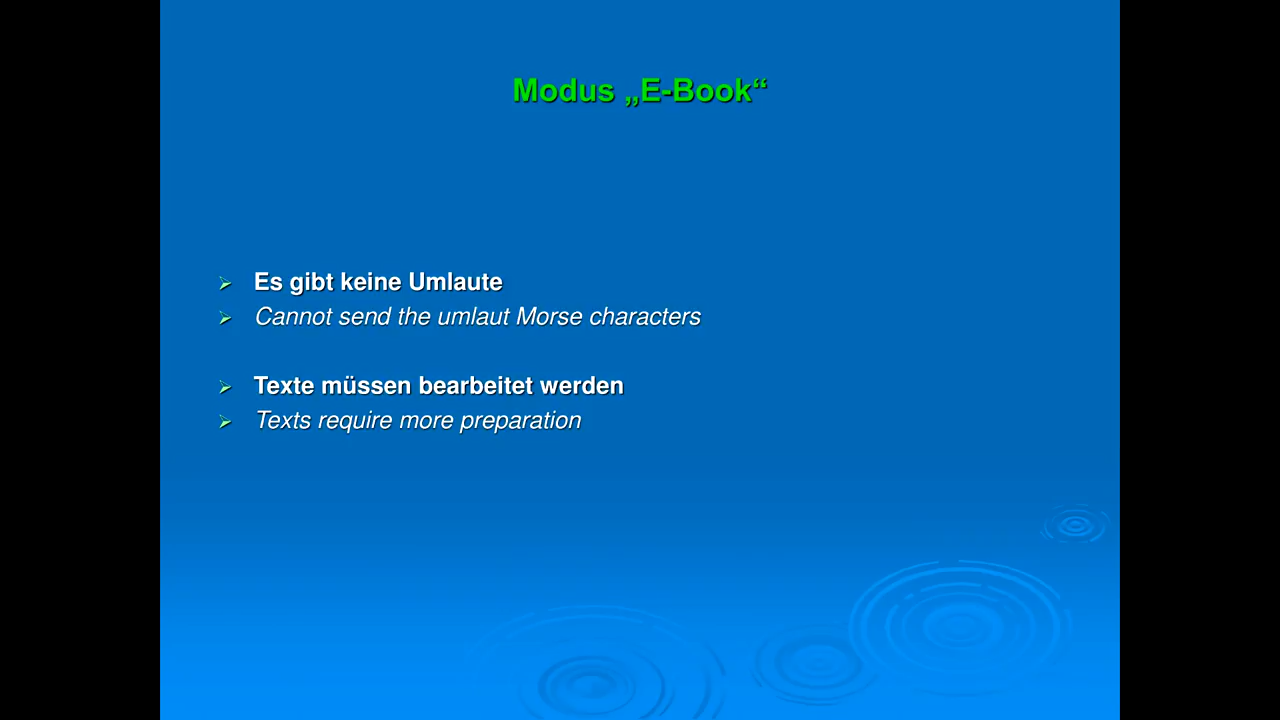 Modus „E-Book“
Es gibt keine Umlaute
Cannot send the umlaut Morse characters
Texte müssen bearbeitet werden
Texts require more preparation